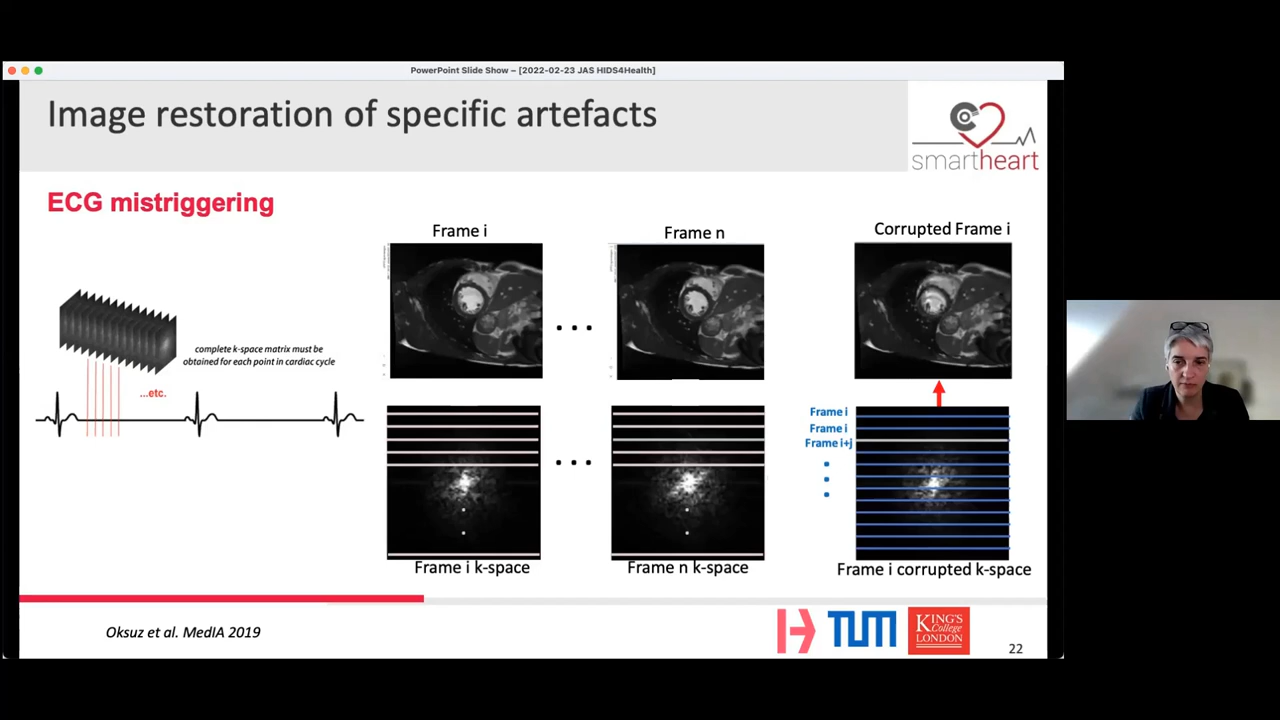 PowerPoint Slide Show – [2022-02-23 JAS HIDS4Health]
Image restoration of specific artefacts
smartheart
ECG mistriggering
Frame i
Frame n
Corrupted Frame i
complete k-space matrix must be
obtained for each point in cardiac cycle
...etc.
Frame i
Frame i
Frame i+j
Frame i k-space
Frame n k-space
Frame i corrupted k-space
Oksuz et al. MedIA 2019
TUM
KING'S
College
LONDON
22